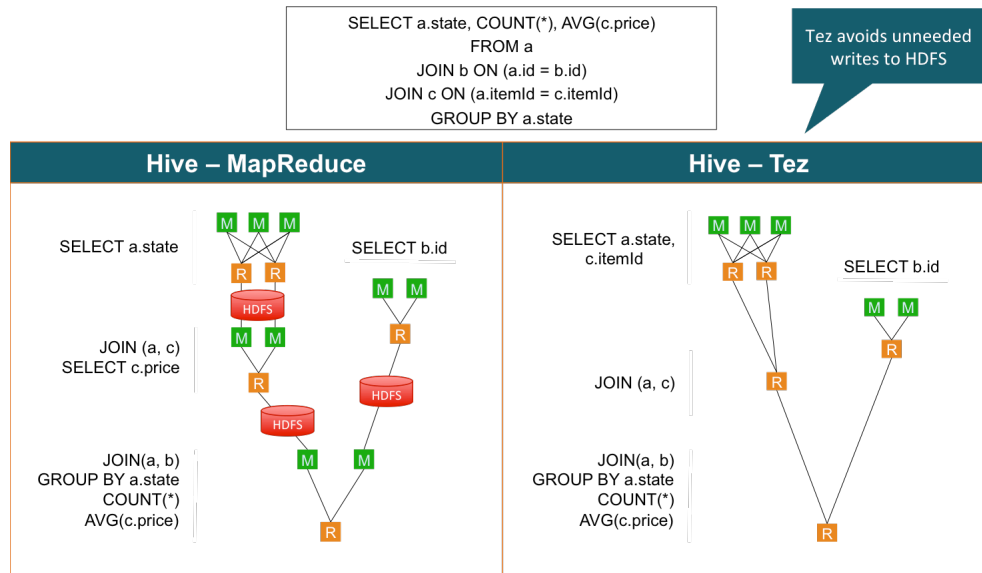 SELECT a.state, COUNT(*), AVG(c.price)
FROM a
JOIN b ON (a.id = b.id)
JOIN c ON (a.itemId = c.itemId)
GROUP BY a.state
Tez avoids unneeded
writes to HDFS
Hive – MapReduce
Hive – Tez
SELECT a.state
M M M
SELECT b.id
R R
HDFS
M M
M M
R
JOIN (a, c)
SELECT c.price
R
HDFS
HDFS
JOIN(a, b)
GROUP BY a.state
COUNT(*)
AVG(c.price)
M M
R
SELECT a.state,
c.itemId
M M M
R R
SELECT b.id
M M
R
JOIN (a, c)
R
JOIN(a, b)
GROUP BY a.state
COUNT(*)
AVG(c.price)
R